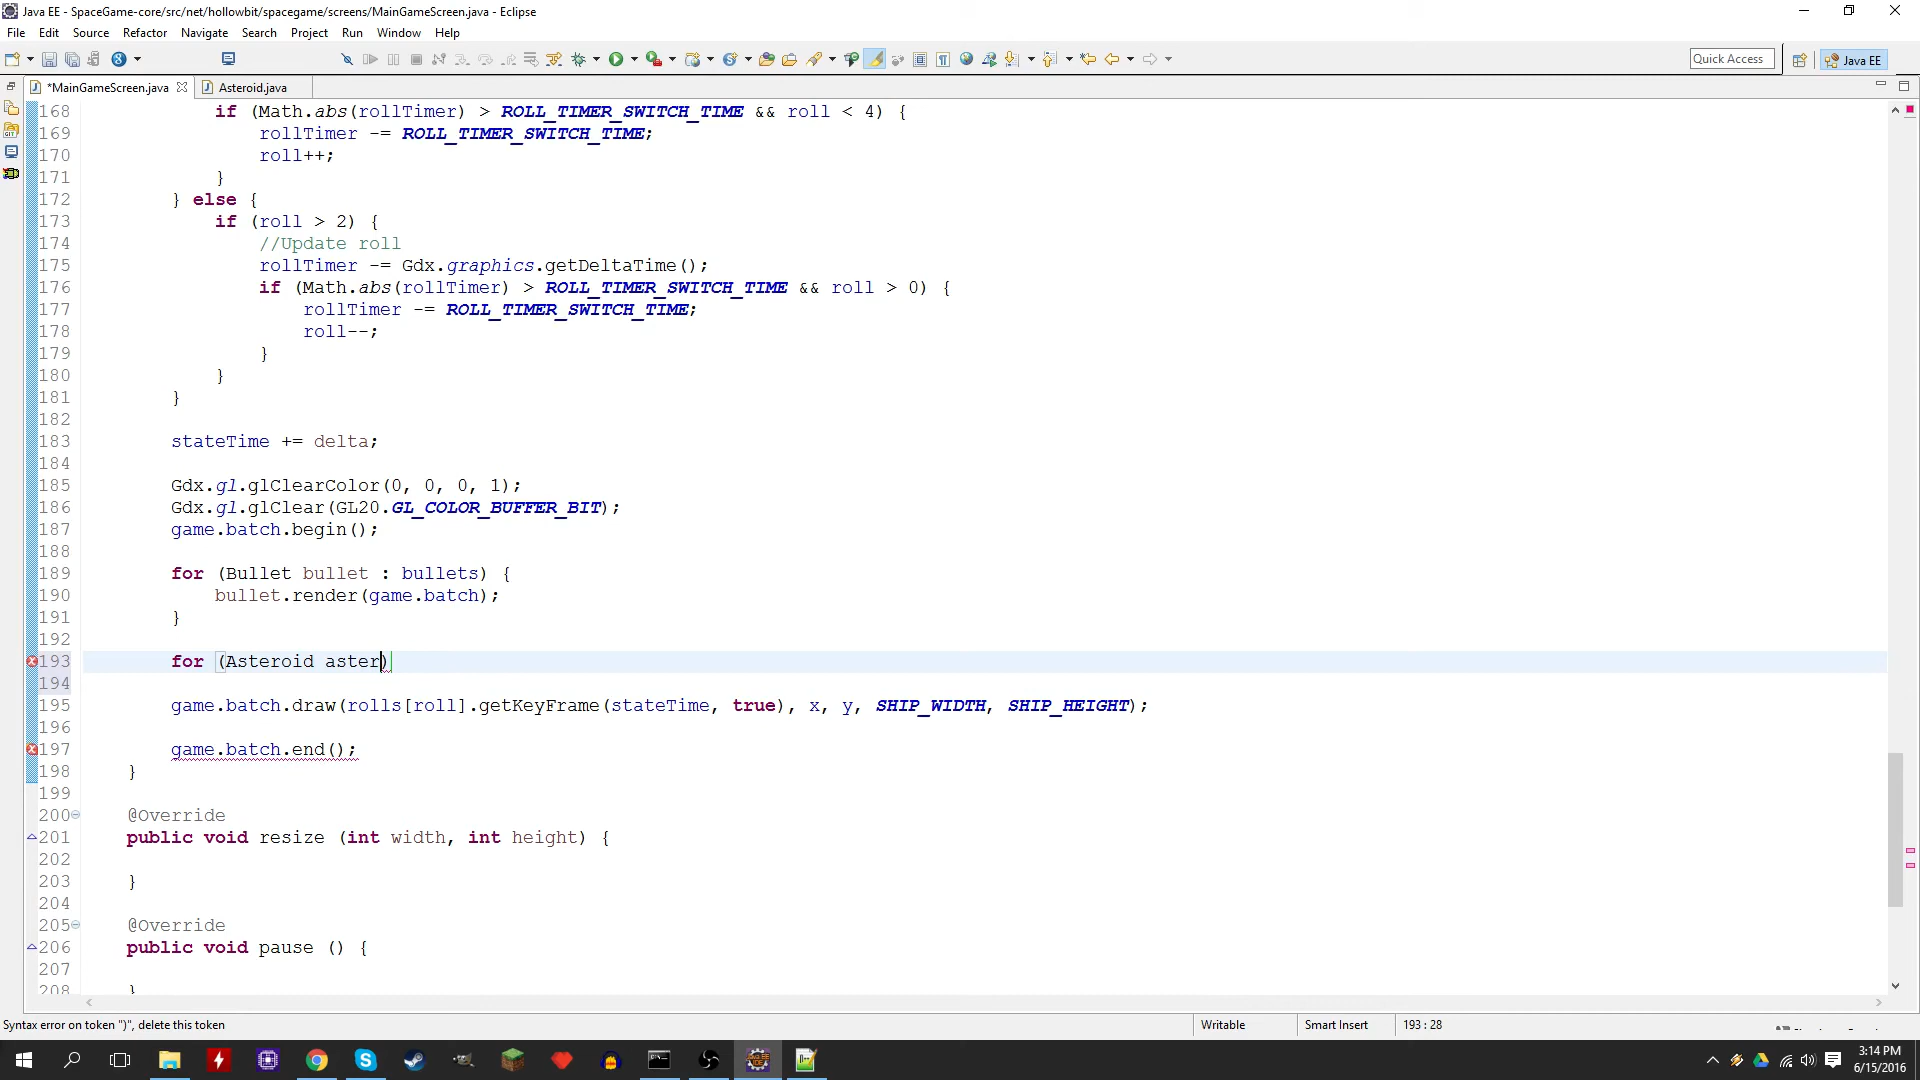 Java EE - SpaceGame-core/src/net/hollowbit/spacegame/screens/MainGameScreen.java - Eclipse
File Edit Source Refactor Navigate Search Project Run Window Help
Quick Access Java EE
*MainGameScreen.java Asteroid.java
168 if (Math.abs(rollTimer) > ROLL_TIMER_SWITCH_TIME && roll < 4) {
169 rollTimer -= ROLL_TIMER_SWITCH_TIME;
170 roll++;
171 }
172 } else {
173 if (roll > 2) {
174 //Update roll
175 rollTimer -= Gdx.graphics.getDeltaTime();
176 if (Math.abs(rollTimer) > ROLL_TIMER_SWITCH_TIME && roll > 0) {
177 rollTimer -= ROLL_TIMER_SWITCH_TIME;
178 roll--;
179 }
180 }
181 }
182
183 stateTime += delta;
184
185 Gdx.gl.glClearColor(0, 0, 0, 1);
186 Gdx.gl.glClear(GL20.GL_COLOR_BUFFER_BIT);
187 game.batch.begin();
188
189 for (Bullet bullet : bullets) {
190 bullet.render(game.batch);
191 }
192
193 for (Asteroid aster)
194
195 game.batch.draw(rolls[roll].getKeyFrame(stateTime, true), x, y, SHIP_WIDTH, SHIP_HEIGHT);
196
197 game.batch.end();
198 }
199
200 @Override
201 public void resize (int width, int height) {
202
203 }
204
205 @Override
206 public void pause () {
207
208 }
Syntax error on token ")", delete this token Writable Smart Insert 193 : 28
3:14 PM
6/15/2016